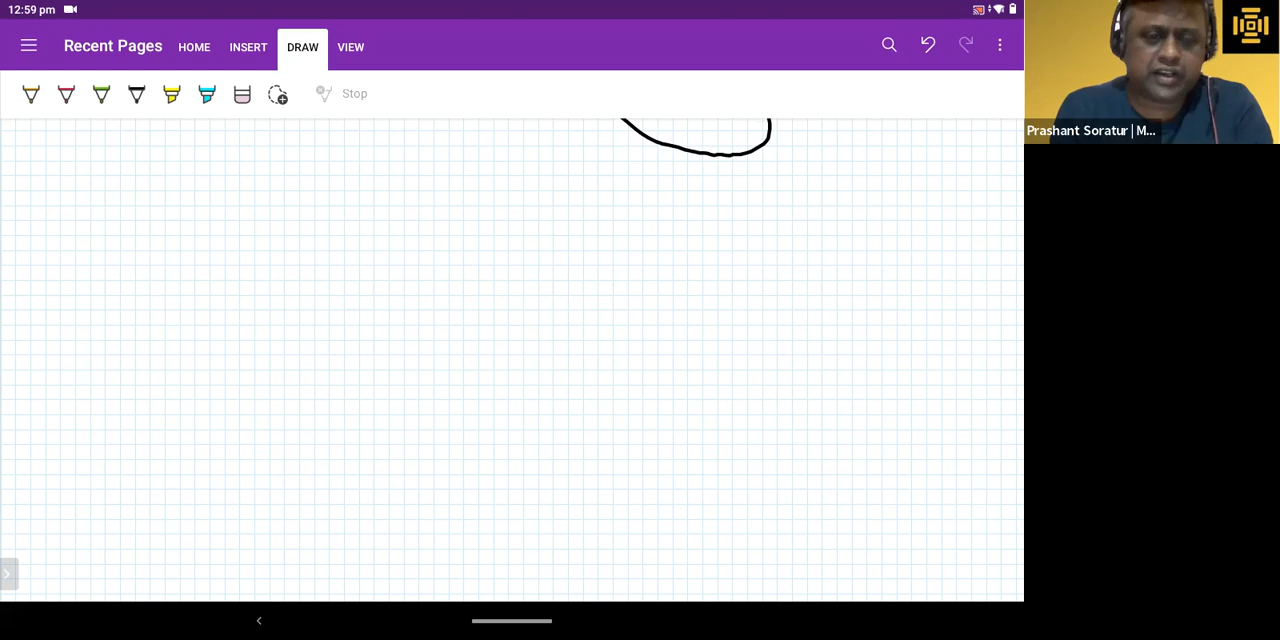 12:59 pm
Recent Pages HOME INSERT DRAW VIEW
Stop
Prashant Soratur | M...